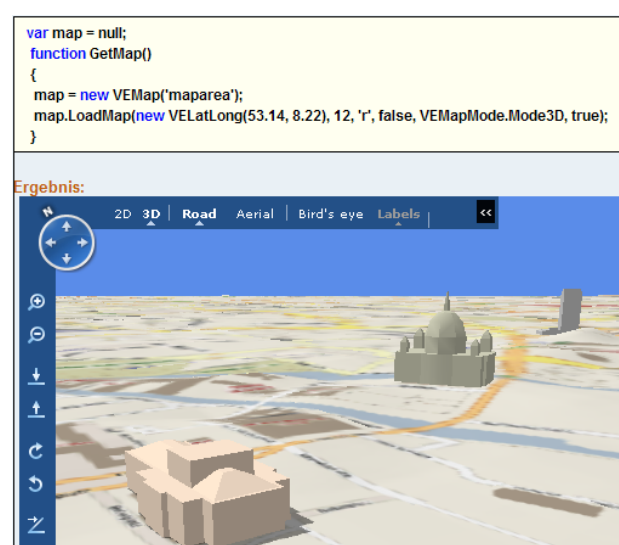 var map = null;
function GetMap()
{
map = new VEMap('maparea');
map.LoadMap(new VELatLong(53.14, 8.22), 12, 'r', false, VEMapMode.Mode3D, true);
}
Ergebnis:
N 2D 3D Road Aerial Bird's eye Labels <<